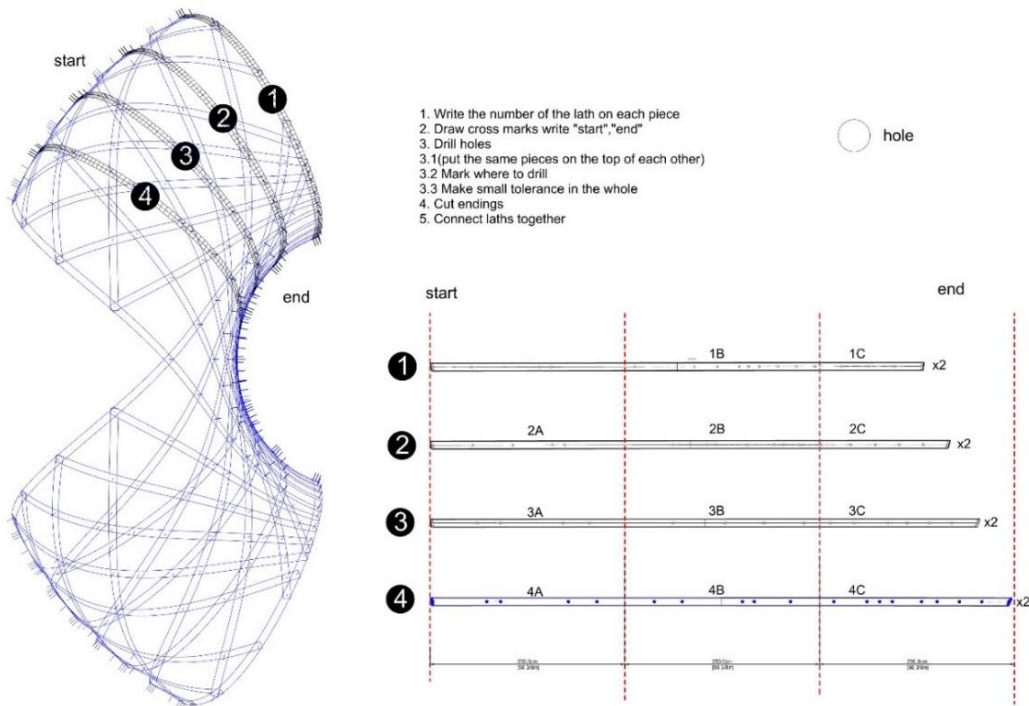 start
1
2
3
4
end
1. Write the number of the lath on each piece
2. Draw cross marks write "start","end"
3. Drill holes
3.1(put the same pieces on the top of each other)
3.2 Mark where to drill
3.3 Make small tolerance in the whole
4. Cut endings
5. Connect laths together
hole
start end
1 1B 1C x2
2 2A 2B 2C x2
3 3A 3B 3C x2
4 4A 4B 4C x2